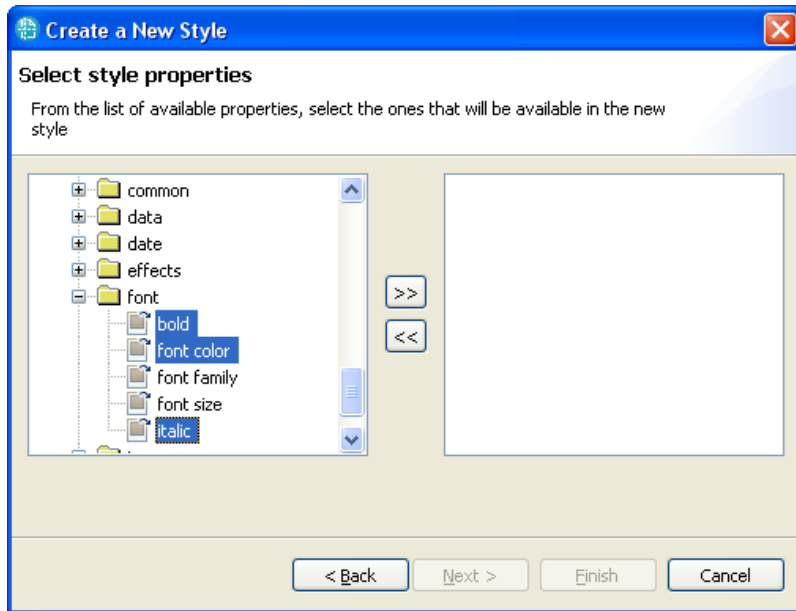 Create a New Style
Select style properties
From the list of available properties, select the ones that will be available in the new
style
common
data
date
effects
font
bold
font color
font family
font size
italic
>>
<<
< Back
Next >
Finish
Cancel